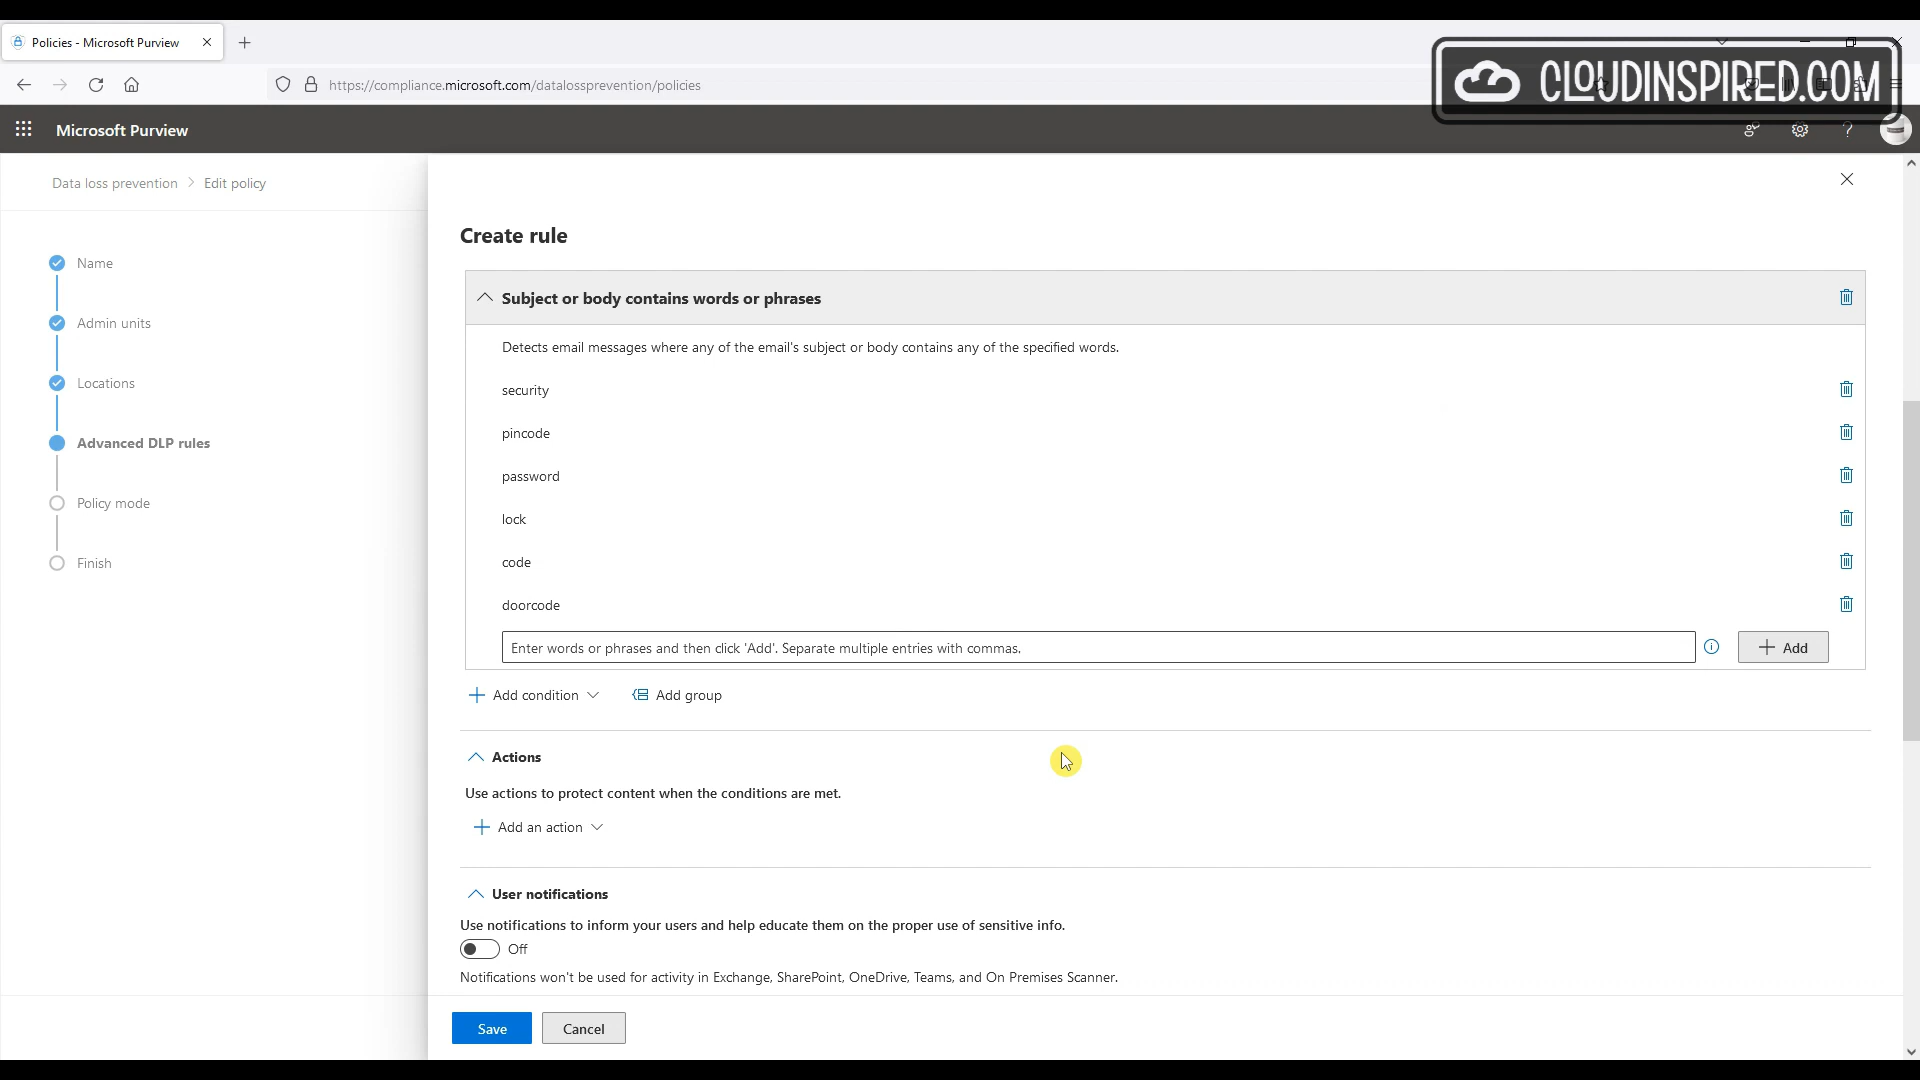 Policies - Microsoft Purview
https://compliance.microsoft.com/datalossprevention/policies
CLOUDINSPIRED.COM
Microsoft Purview
Data loss prevention > Edit policy
Name
Admin units
Locations
Advanced DLP rules
Policy mode
Finish
Create rule
Subject or body contains words or phrases
Detects email messages where any of the email's subject or body contains any of the specified words.
security
pincode
password
lock
code
doorcode
Enter words or phrases and then click 'Add'. Separate multiple entries with commas.
Add
Add condition
Add group
Actions
Use actions to protect content when the conditions are met.
Add an action
User notifications
Use notifications to inform your users and help educate them on the proper use of sensitive info.
Off
Notifications won't be used for activity in Exchange, SharePoint, OneDrive, Teams, and On Premises Scanner.
Save
Cancel